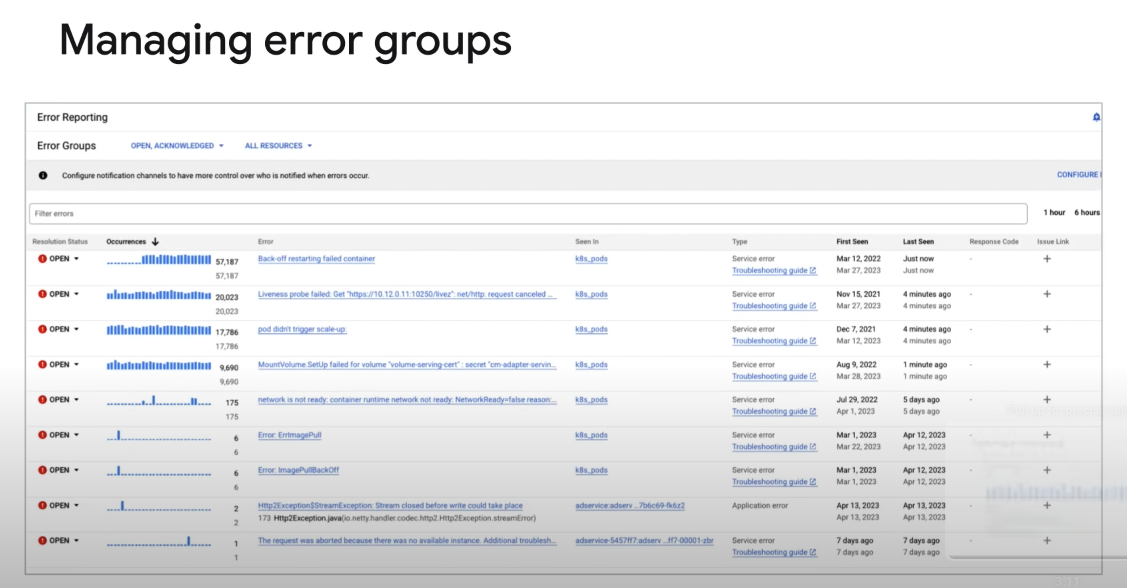 Managing error groups
Error Reporting
Error Groups OPEN, ACKNOWLEDGED ALL RESOURCES
Configure notification channels to have more control over who is notified when errors occur. CONFIGURE
Filter errors 1 hour 6 hours
Resolution Status Occurrences Error Seen In Type First Seen Last Seen Response Code Issue Link
OPEN 57,187 Back-off restarting failed container k8s_pods Service error Mar 12, 2022 Just now - +
57,187 Troubleshooting guide Mar 27, 2023 Just now
OPEN 20,023 Liveness probe failed: Get "https://10.12.0.11:10250/livez": net/http: request canceled ... k8s_pods Service error Nov 15, 2021 4 minutes ago - +
20,023 Troubleshooting guide Mar 27, 2023 4 minutes ago
OPEN 17,786 pod didn't trigger scale-up: k8s_pods Service error Dec 7, 2021 4 minutes ago - +
17,786 Troubleshooting guide Mar 12, 2023 4 minutes ago
OPEN 9,690 MountVolume.SetUp failed for volume "volume-serving-cert" : secret "cm-adapter-servin... k8s_pods Service error Aug 9, 2022 1 minute ago - +
9,690 Troubleshooting guide Mar 28, 2023 1 minute ago
OPEN 175 network is not ready: container runtime network not ready: NetworkReady=false reason:... k8s_pods Service error Jul 29, 2022 5 days ago - +
175 Troubleshooting guide Apr 1, 2023 5 days ago
OPEN 6 Error: ErrImagePull k8s_pods Service error Mar 1, 2023 Apr 12, 2023 - +
6 Troubleshooting guide Mar 22, 2023 Apr 12, 2023
OPEN 6 Error: ImagePullBackOff k8s_pods Service error Mar 1, 2023 Apr 12, 2023 - +
6 Troubleshooting guide Mar 1, 2023 Apr 12, 2023
OPEN 2 Http2Exception$StreamException: Stream closed before write could take place adservice:adserv ...7b6c69-fk6z2 Application error Apr 13, 2023 Apr 13, 2023 - +
2 173 Http2Exception.java(io.netty.handler.codec.http2.Http2Exception.streamError) Apr 13, 2023 Apr 13, 2023
OPEN 1 The request was aborted because there was no available instance. Additional troublesh... adservice-5457ff7:adserv ...ff7-00001-zbr Service error 7 days ago 7 days ago - +
1 Troubleshooting guide 7 days ago 7 days ago
3:11